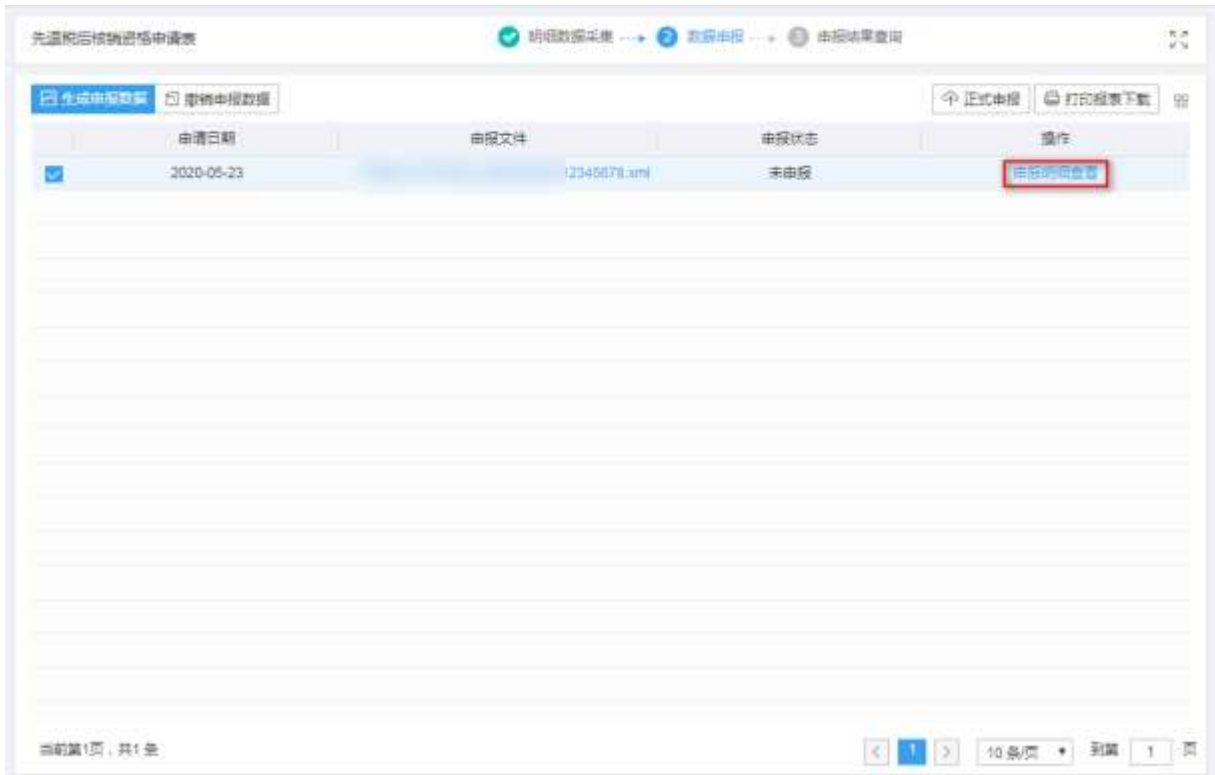 先退税后核销资格申请表 明细数据采集 2 数据申报 3 申报结果查询
生成申报数据 撤销申报数据 正式申报 打印报表下载
申请日期 申报文件 申报状态 操作
2020-05-23 12345678.xml 未申报 申报明细查看
当前第1页,共1条 < 1 > 10 条/页 到第 1 页